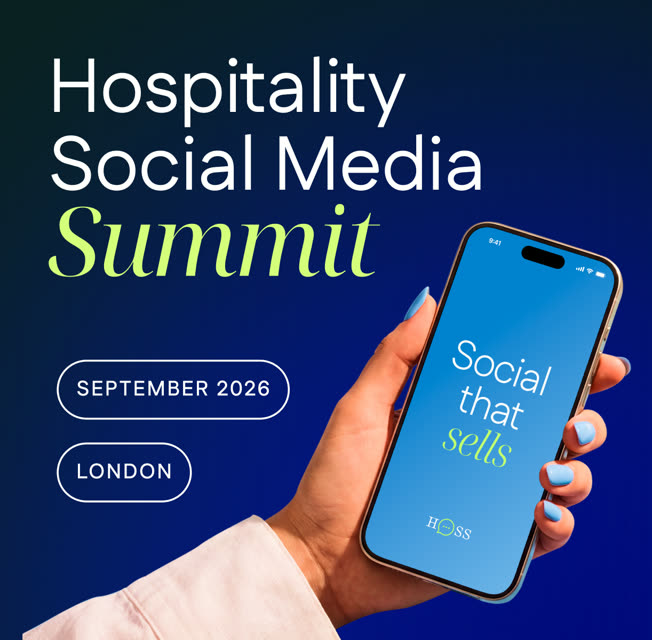 Hospitality
Social Media
Summit
SEPTEMBER 2026
LONDON
9:41
Social
that
sells
HOSS